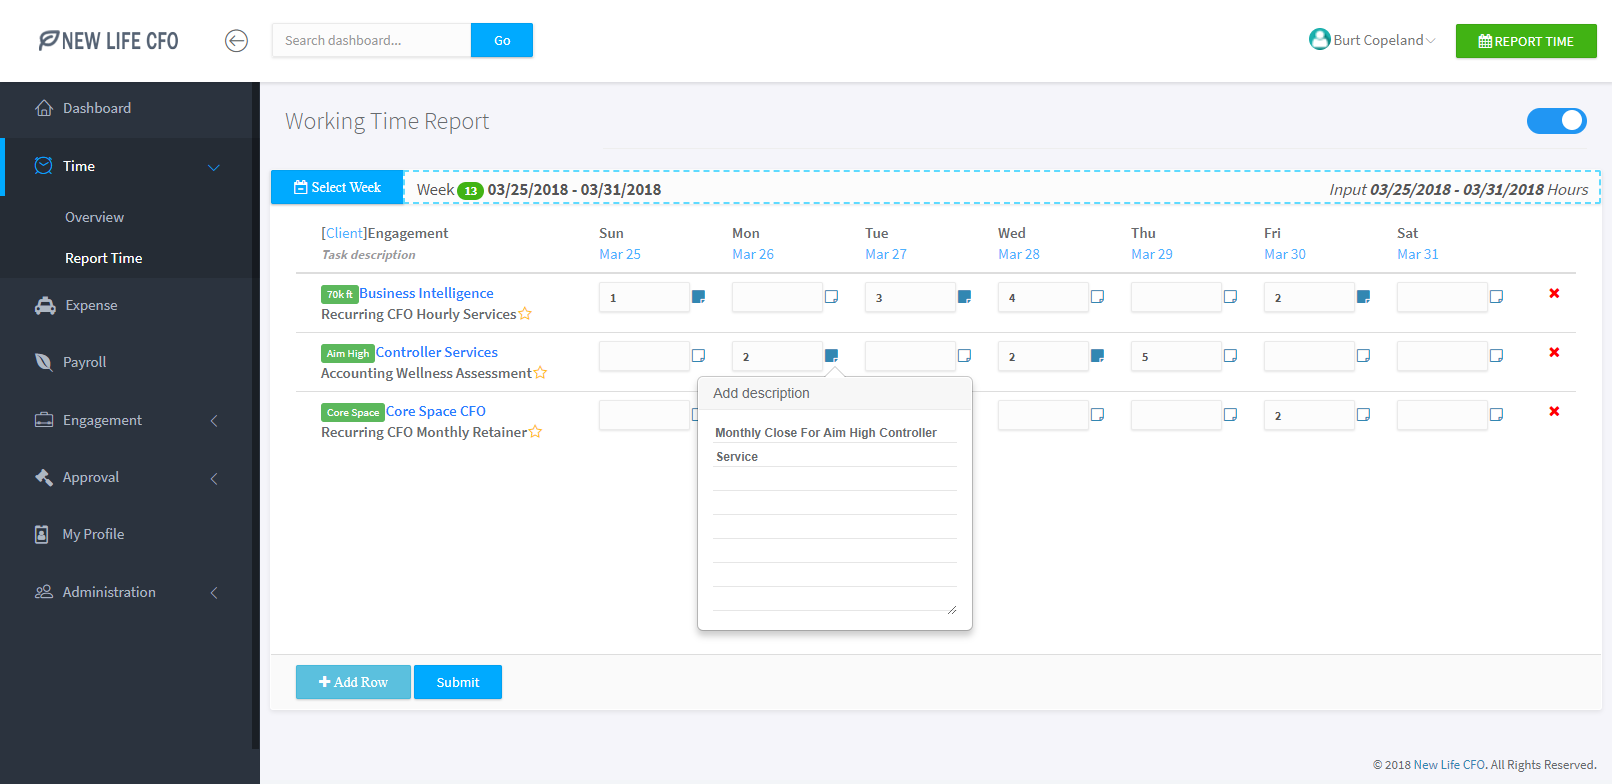 NEW LIFE CFO
Search dashboard...
Go
Burt Copeland
REPORT TIME
Dashboard
Time
Overview
Report Time
Expense
Payroll
Engagement
Approval
My Profile
Administration
Working Time Report
Select Week
Week 13 03/25/2018 - 03/31/2018
Input 03/25/2018 - 03/31/2018 Hours
[Client]Engagement Sun Mon Tue Wed Thu Fri Sat
Task description Mar 25 Mar 26 Mar 27 Mar 28 Mar 29 Mar 30 Mar 31
70k ft Business Intelligence 1 3 4 2
Recurring CFO Hourly Services
Aim High Controller Services 2 2 5
Accounting Wellness Assessment
Core Space Core Space CFO 2
Recurring CFO Monthly Retainer
Add description
Monthly Close For Aim High Controller
Service
Add Row
Submit
© 2018 New Life CFO. All Rights Reserved.